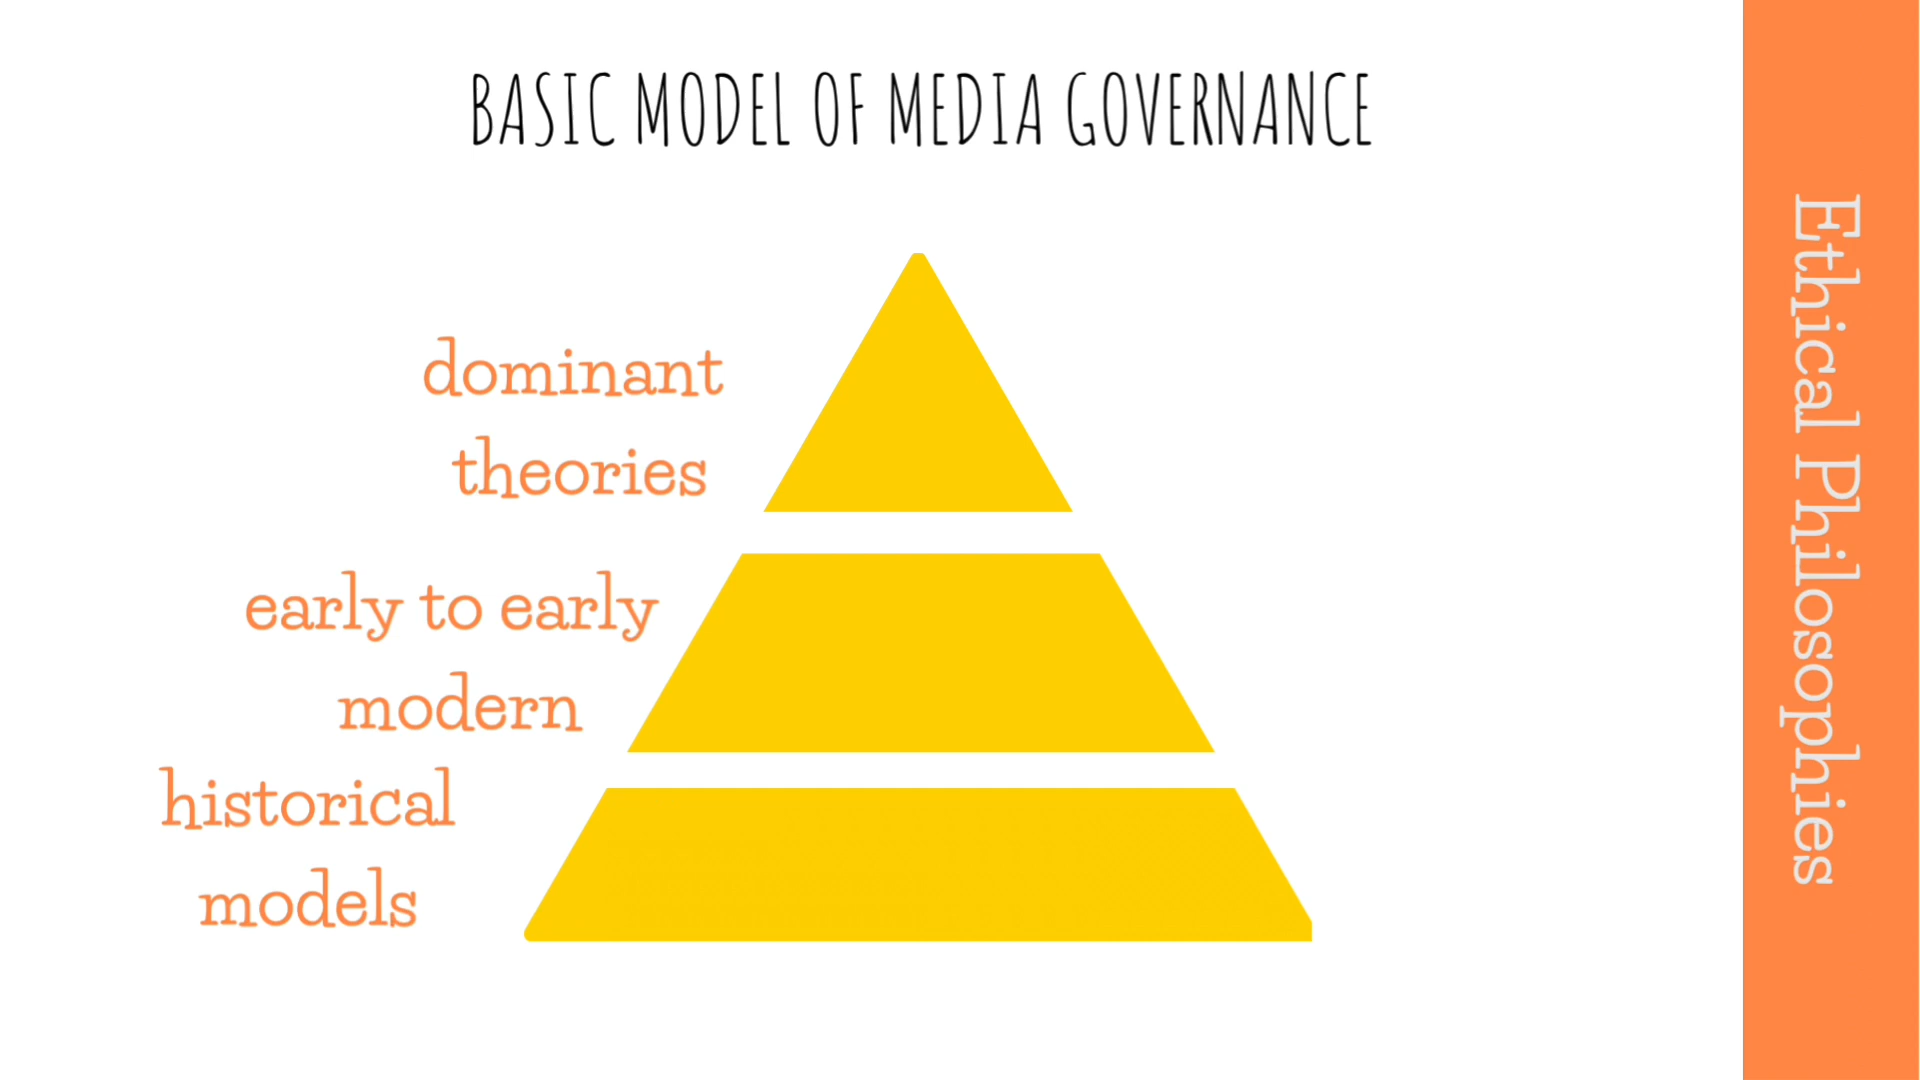 BASIC MODEL OF MEDIA GOVERNANCE
dominant
theories
early to early
modern
historical
models
Ethical Philosophies